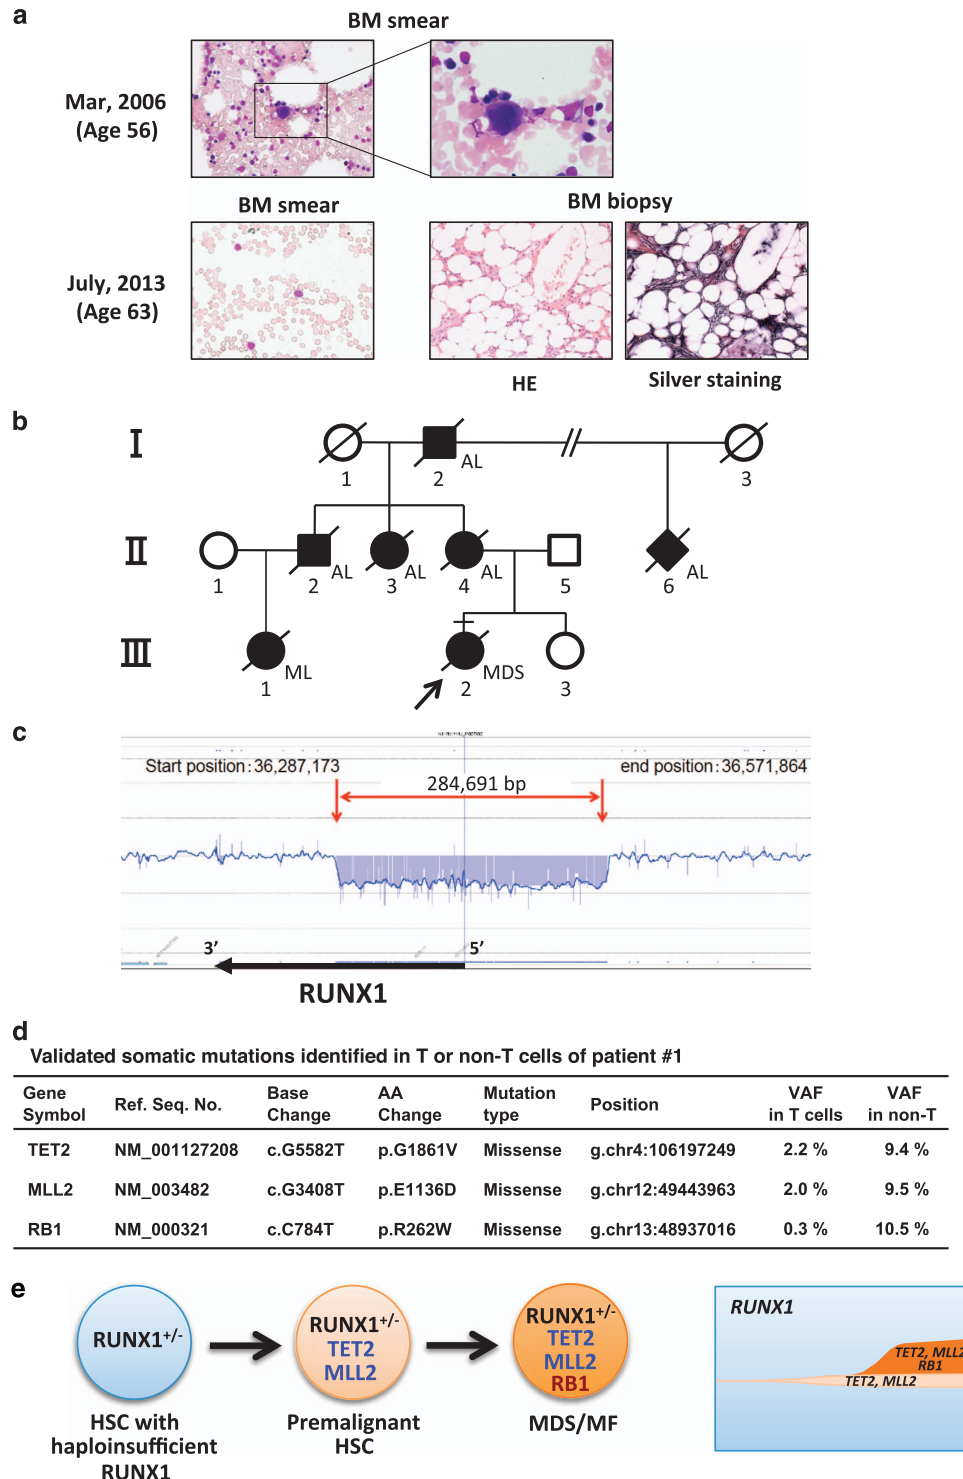 a
BM smear
Mar, 2006
(Age 56)
BM smear
BM biopsy
July, 2013
(Age 63)
HE
Silver staining
b
I
1
2
AL
3
II
1
2
AL
3
AL
4
AL
5
6
AL
III
1
ML
2
MDS
3
c
Start position: 36,287,173
end position: 36,571,864
284,691 bp
3’
5’
RUNX1
d
Validated somatic mutations identified in T or non-T cells of patient #1
Gene Symbol Ref. Seq. No. Base Change AA Change Mutation type Position VAF in T cells VAF in non-T
TET2 NM_001127208 c.G5582T p.G1861V Missense g.chr4:106197249 2.2 % 9.4 %
MLL2 NM_003482 c.G3408T p.E1136D Missense g.chr12:49443963 2.0 % 9.5 %
RB1 NM_000321 c.C784T p.R262W Missense g.chr13:48937016 0.3 % 10.5 %
e
RUNX1+/-
HSC with
haploinsufficient
RUNX1
RUNX1+/-
TET2
MLL2
Premalignant
HSC
RUNX1+/-
TET2
MLL2
RB1
MDS/MF
RUNX1
TET2, MLL2
RB1
TET2, MLL2